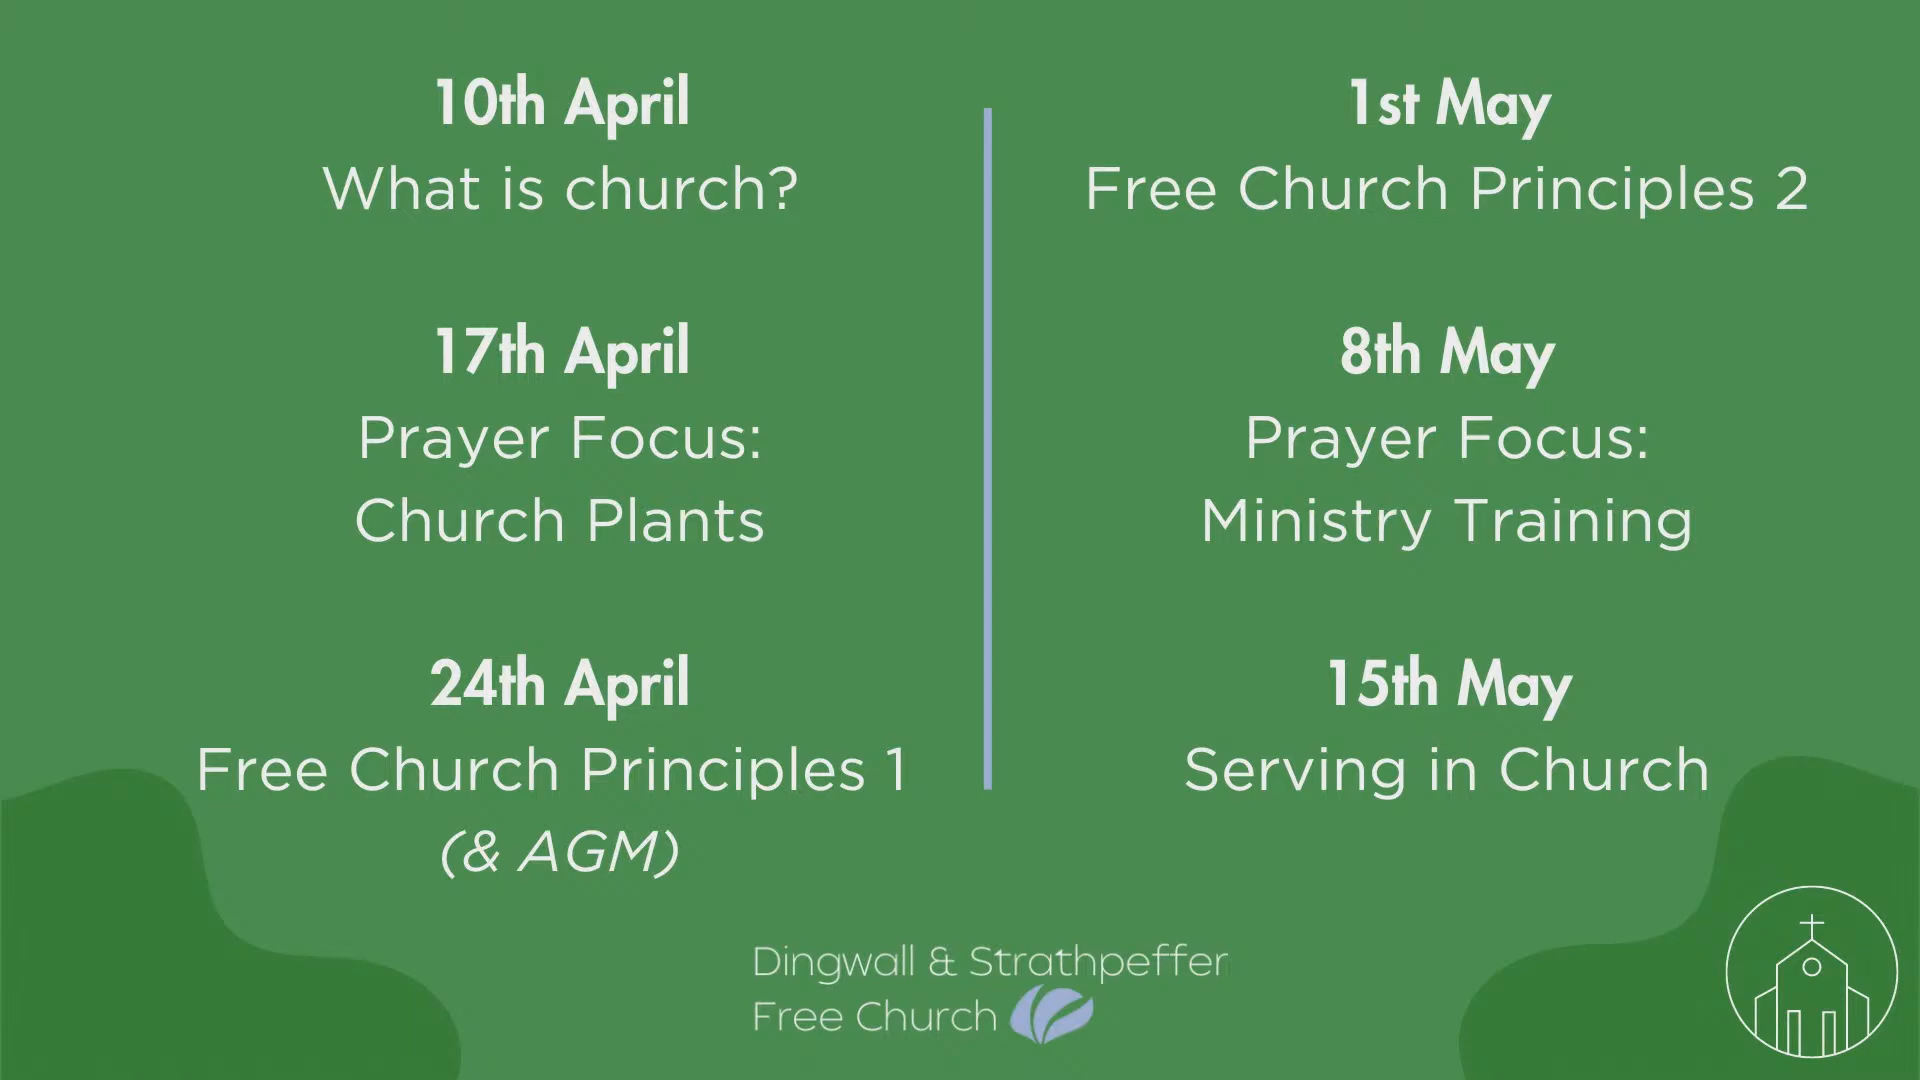 10th April
What is church?
17th April
Prayer Focus:
Church Plants
24th April
Free Church Principles 1
(& AGM)
1st May
Free Church Principles 2
8th May
Prayer Focus:
Ministry Training
15th May
Serving in Church
Dingwall & Strathpeffer
Free Church